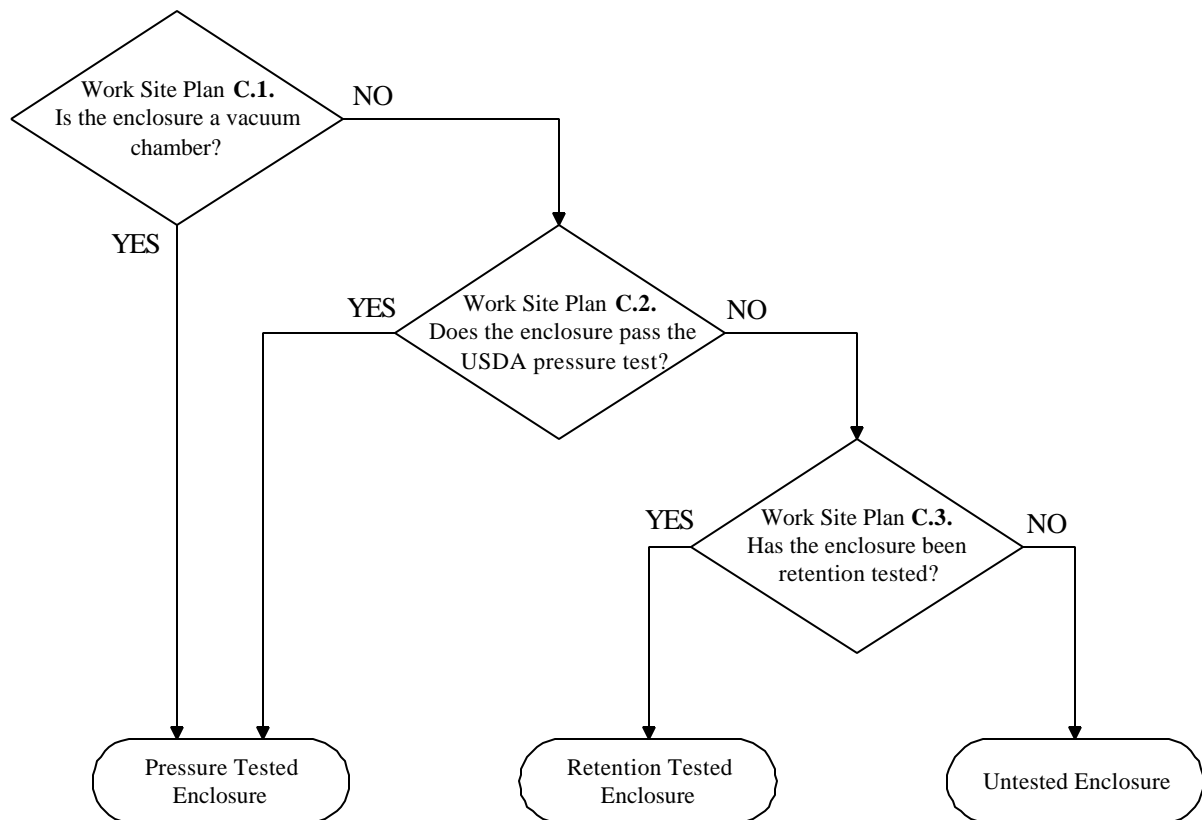 Work Site Plan C.1.
Is the enclosure a vacuum
chamber?
NO
YES
Work Site Plan C.2.
Does the enclosure pass the
USDA pressure test?
YES
NO
Work Site Plan C.3.
Has the enclosure been
retention tested?
YES
NO
Pressure Tested
Enclosure
Retention Tested
Enclosure
Untested Enclosure